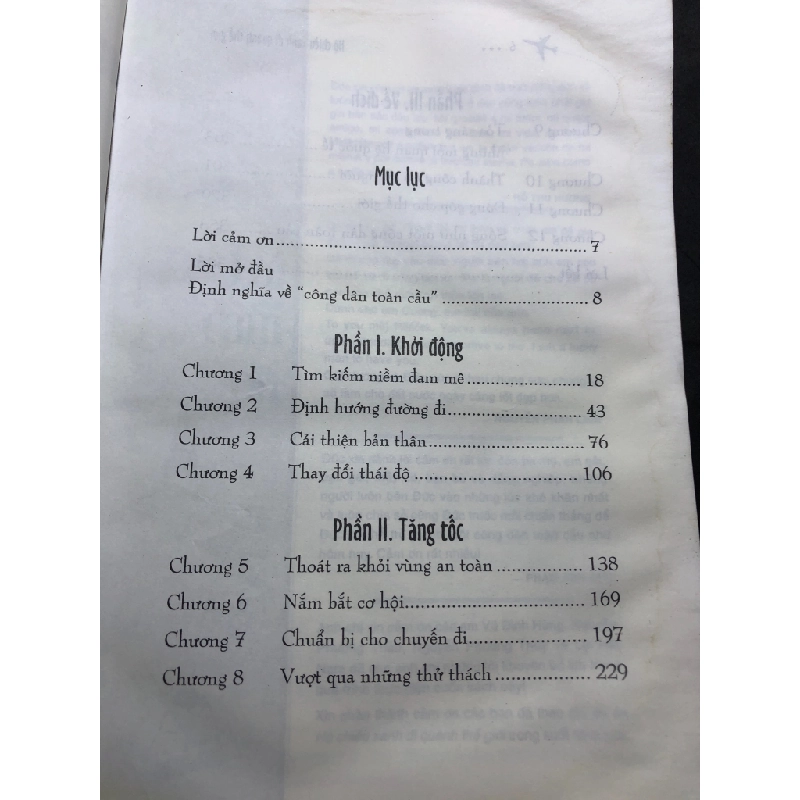 Mục lục
Lời cảm ơn........................................................7
Lời mở đầu
Định nghĩa về “công dân toàn cầu”..........................8
Phần I. Khởi động
Chương 1 Tìm kiếm niềm đam mê....................18
Chương 2 Định hướng đường đi........................43
Chương 3 Cải thiện bản thân............................76
Chương 4 Thay đổi thái độ..............................106
Phần II. Tăng tốc
Chương 5 Thoát ra khỏi vùng an toàn...............138
Chương 6 Nắm bắt cơ hội................................169
Chương 7 Chuẩn bị cho chuyến đi....................197
Chương 8 Vượt qua những thử thách.................229